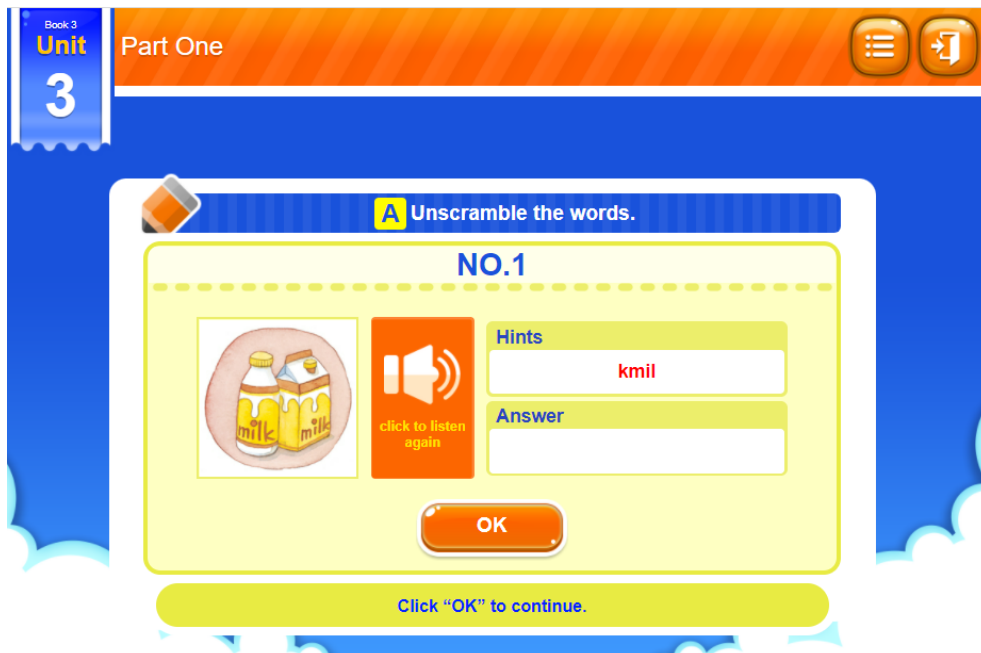 Book 3
Unit
3
Part One
A Unscramble the words.
NO.1
milk
milk
click to listen
again
Hints
kmil
Answer
OK
Click “OK” to continue.